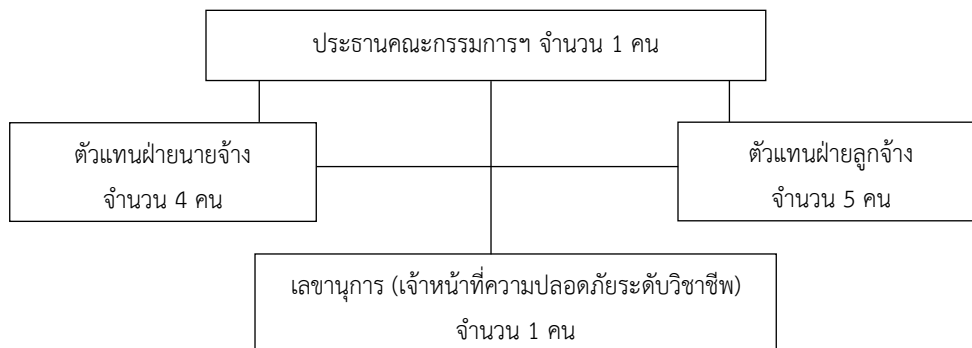 ประธานคณะกรรมการฯ จำนวน 1 คน
ตัวแทนฝ่ายนายจ้าง
จำนวน 4 คน
ตัวแทนฝ่ายลูกจ้าง
จำนวน 5 คน
เลขานุการ (เจ้าหน้าที่ความปลอดภัยระดับวิชาชีพ)
จำนวน 1 คน